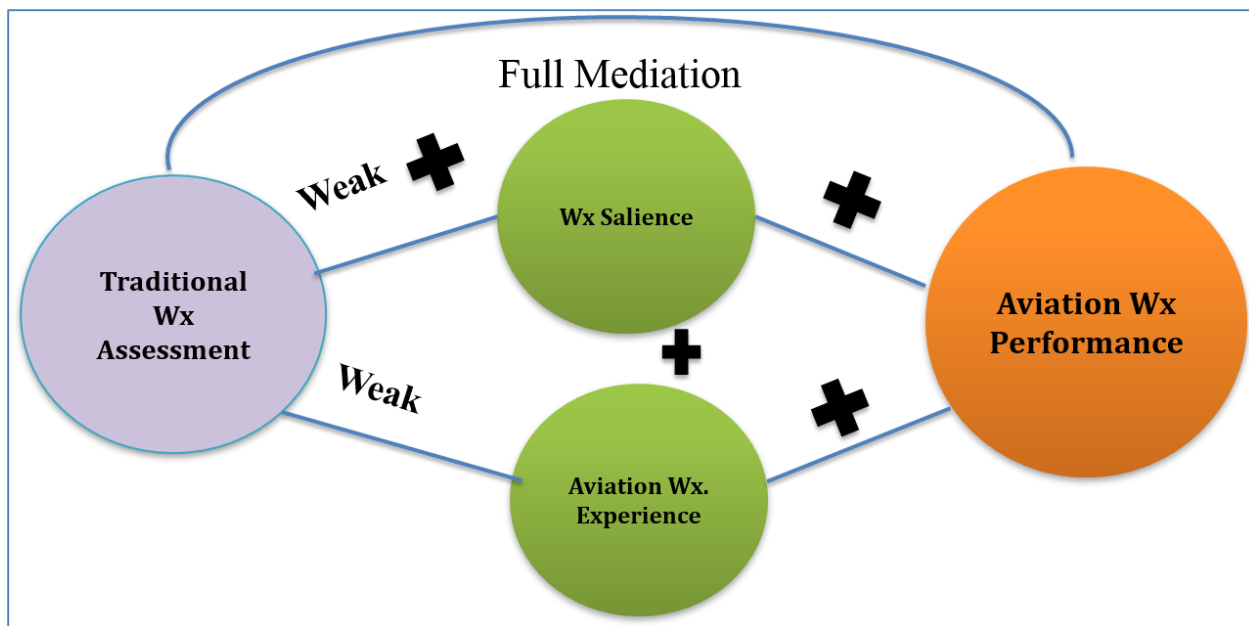 Full Mediation
Weak
Wx Salience
Traditional
Wx
Assessment
Aviation Wx
Performance
Weak
Aviation Wx.
Experience